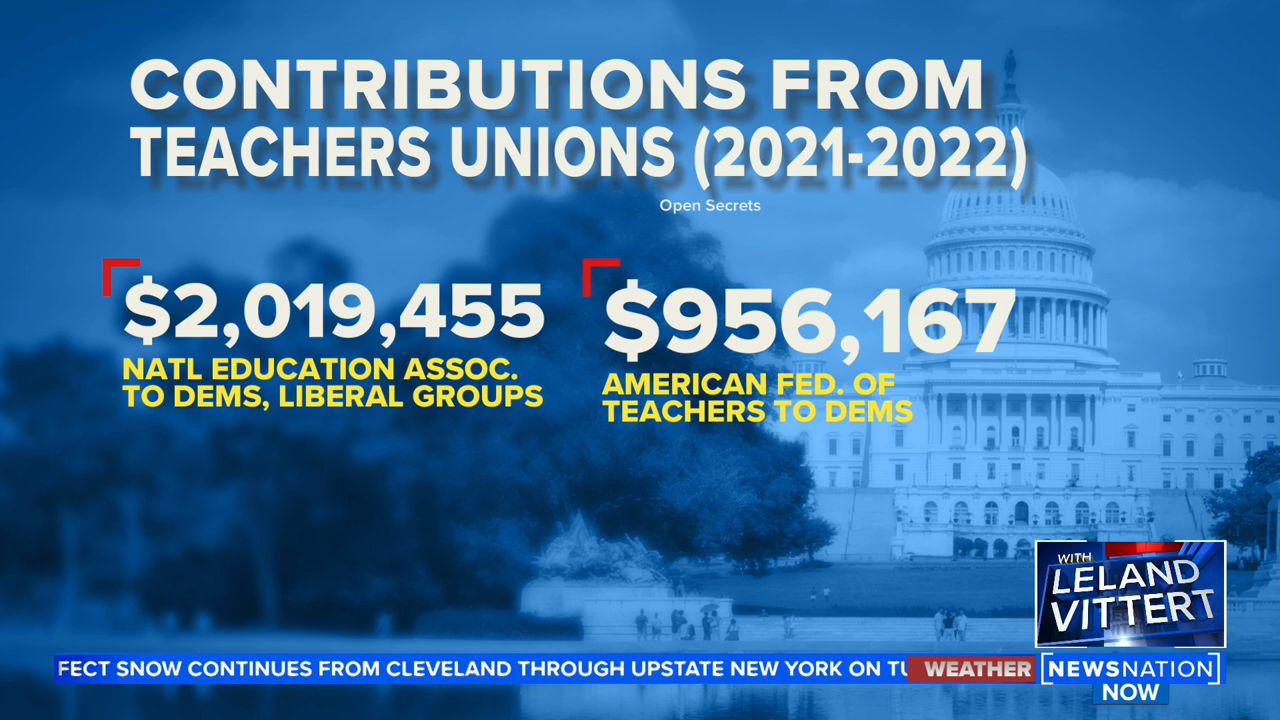 CONTRIBUTIONS FROM
TEACHERS UNIONS (2021-2022)
Open Secrets
$2,019,455
NATL EDUCATION ASSOC.
TO DEMS, LIBERAL GROUPS
$956,167
AMERICAN FED. OF
TEACHERS TO DEMS
WITH
LELAND
VITTERT
FECT SNOW CONTINUES FROM CLEVELAND THROUGH UPSTATE NEW YORK ON TU
WEATHER
NEWSNATION
NOW